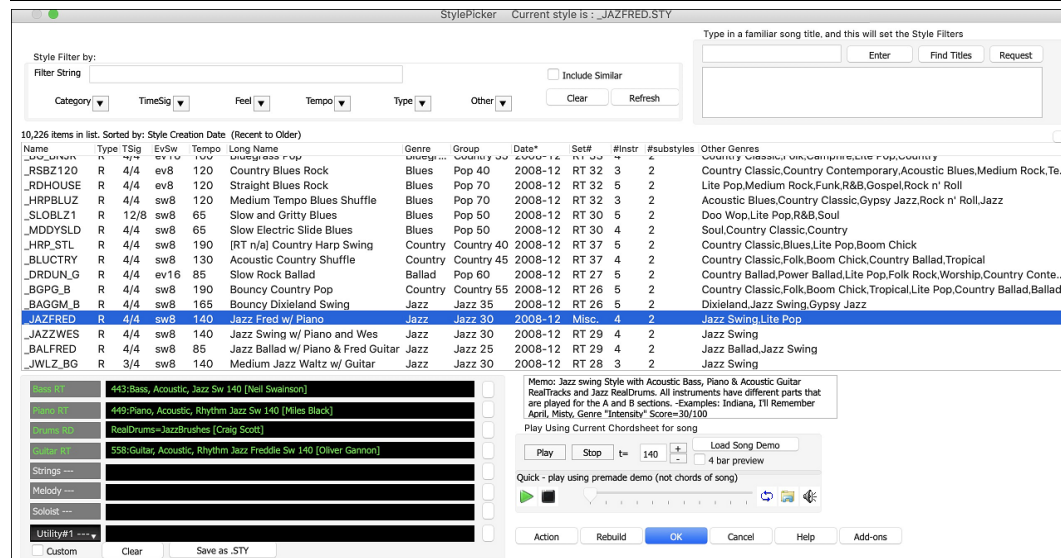 StylePicker Current style is : _JAZFRED.STY
Type in a familiar song title, and this will set the Style Filters
Enter Find Titles Request
Style Filter by:
Filter String
Include Similar
Category TimeSig Feel Tempo Type Other Clear Refresh
10,226 items in list. Sorted by: Style Creation Date (Recent to Older)
Name Type TSig EvSw Tempo Long Name Genre Group Date* Set# #Instr #substyles Other Genres
_BG_BNJR R 4/4 ev16 100 Bluegrass Pop Bluegr... Country 35 2008-12 RT 33 4 2 Country Classic,Folk,Campfire,Lite Pop,Country
_RSBZ120 R 4/4 ev8 120 Country Blues Rock Blues Pop 40 2008-12 RT 32 3 2 Country Classic,Country Contemporary,Acoustic Blues,Medium Rock,Te.
_RDHOUSE R 4/4 ev8 120 Straight Blues Rock Blues Pop 70 2008-12 RT 32 5 2 Lite Pop,Medium Rock,Funk,R&B,Gospel,Rock n' Roll
_HRPBLUZ R 4/4 sw8 120 Medium Tempo Blues Shuffle Blues Pop 70 2008-12 RT 32 3 2 Acoustic Blues,Country Classic,Gypsy Jazz,Rock n' Roll,Jazz
_SLOBLZ1 R 12/8 sw8 65 Slow and Gritty Blues Blues Pop 50 2008-12 RT 30 5 2 Doo Wop,Lite Pop,R&B,Soul
_MDDYSLD R 4/4 sw8 65 Slow Electric Slide Blues Blues Pop 50 2008-12 RT 30 4 2 Soul,Country Classic,Country
_HRP_STL R 4/4 sw8 190 [RT n/a] Country Harp Swing Country Country 40 2008-12 RT 37 5 2 Country Classic,Blues,Lite Pop,Boom Chick
_BLUCTRY R 4/4 sw8 130 Acoustic Country Shuffle Country Country 45 2008-12 RT 37 4 2 Country Classic,Folk,Boom Chick,Country Ballad,Tropical
_DRDUN_G R 4/4 ev16 85 Slow Rock Ballad Ballad Pop 60 2008-12 RT 27 5 2 Country Ballad,Power Ballad,Lite Pop,Folk Rock,Worship,Country Conte..
_BGPG_B R 4/4 sw8 190 Bouncy Country Pop Country Country 55 2008-12 RT 26 5 2 Country Classic,Folk,Boom Chick,Tropical,Lite Pop,Country Ballad,Ballad
_BAGGM_B R 4/4 sw8 165 Bouncy Dixieland Swing Jazz Jazz 35 2008-12 RT 26 5 2 Dixieland,Jazz Swing,Gypsy Jazz
_JAZFRED R 4/4 sw8 140 Jazz Fred w/ Piano Jazz Jazz 30 2008-12 Misc. 4 2 Jazz Swing,Lite Pop
_JAZZWES R 4/4 sw8 140 Jazz Swing w/ Piano and Wes Jazz Jazz 30 2008-12 RT 29 4 2 Jazz Swing
_BALFRED R 4/4 sw8 85 Jazz Ballad w/ Piano & Fred Guitar Jazz Jazz 25 2008-12 RT 29 4 2 Jazz Ballad,Jazz Swing
_JWLZ_BG R 3/4 sw8 140 Medium Jazz Waltz w/ Guitar Jazz Jazz 30 2008-12 RT 28 3 2 Jazz Swing
Bass RT 443:Bass, Acoustic, Jazz Sw 140 [Neil Swainson]
Piano RT 449:Piano, Acoustic, Rhythm Jazz Sw 140 [Miles Black]
Drums RD RealDrums=JazzBrushes [Craig Scott]
Guitar RT 558:Guitar, Acoustic, Rhythm Jazz Freddie Sw 140 [Oliver Gannon]
Strings ---
Melody ---
Soloist ---
Utility#1 ---
Custom Clear Save as .STY
Memo: Jazz swing Style with Acoustic Bass, Piano & Acoustic Guitar
RealTracks and Jazz RealDrums. All instruments have different parts that
are played for the A and B sections. -Examples: Indiana, I'll Remember
April, Misty, Genre "Intensity" Score=30/100
Play Using Current Chordsheet for song
Play Stop t= 140 + - Load Song Demo
4 bar preview
Quick - play using premade demo (not chords of song)
Action Rebuild OK Cancel Help Add-ons